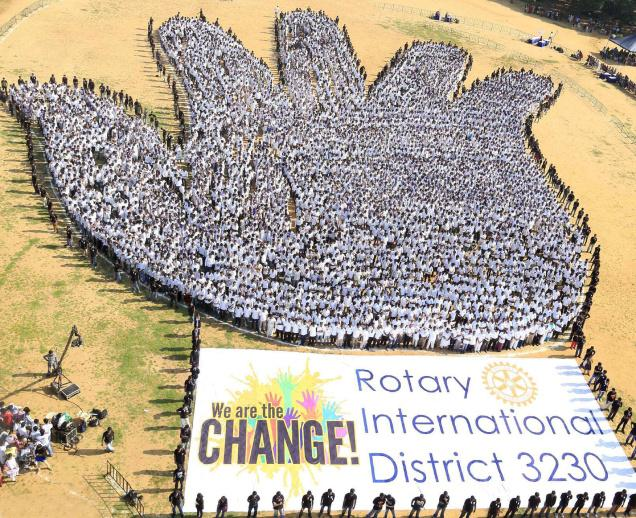 We are the
CHANGE!
Rotary
International
District 3230